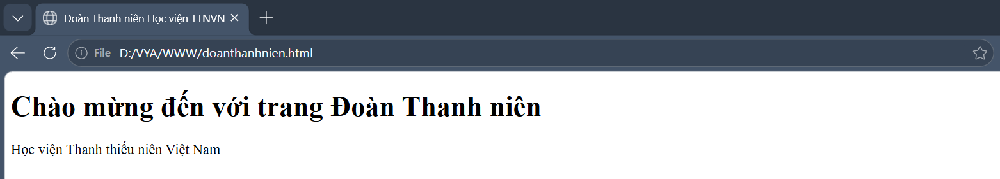 Đoàn Thanh niên Học viện TTNVN
File D:/VYA/WWW/doanthanhnien.html
Chào mừng đến với trang Đoàn Thanh niên
Học viện Thanh thiếu niên Việt Nam